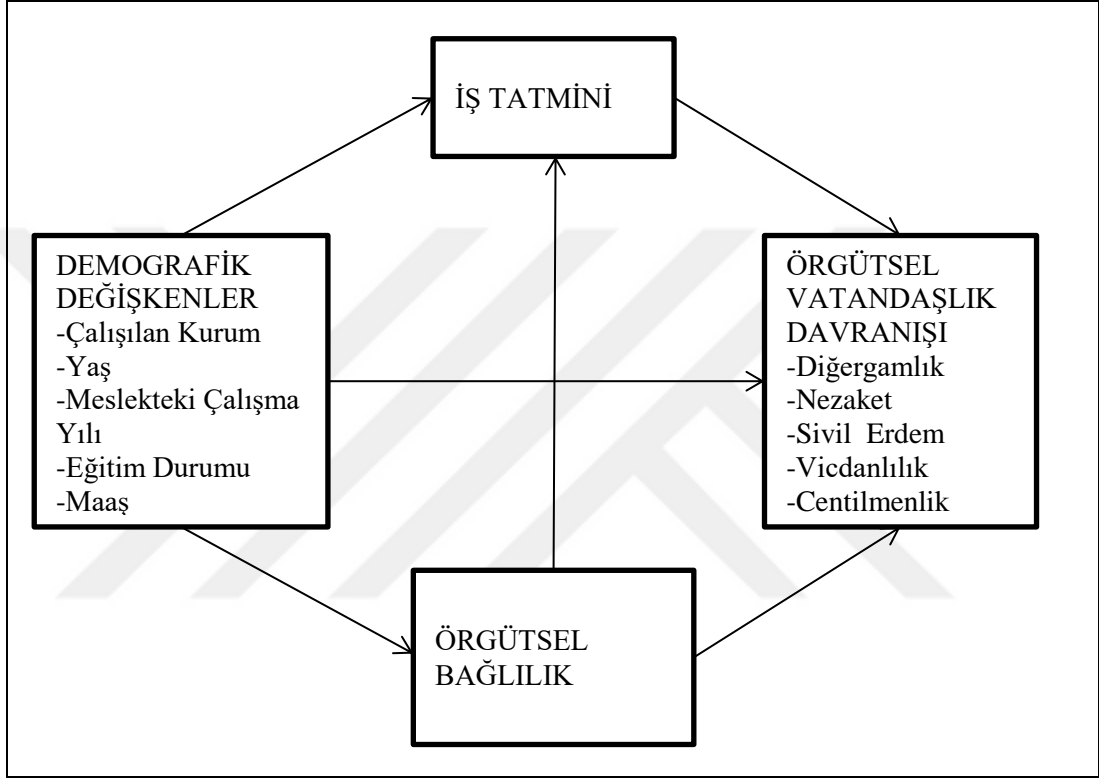 İŞ TATMİNİ
DEMOGRAFİK
DEĞİŞKENLER
-Çalışılan Kurum
-Yaş
-Meslekteki Çalışma
Yılı
-Eğitim Durumu
-Maaş
ÖRGÜTSEL
VATANDAŞLIK
DAVRANIŞI
-Diğergamlık
-Nezaket
-Sivil Erdem
-Vicdanlılık
-Centilmenlik
ÖRGÜTSEL
BAĞLILIK